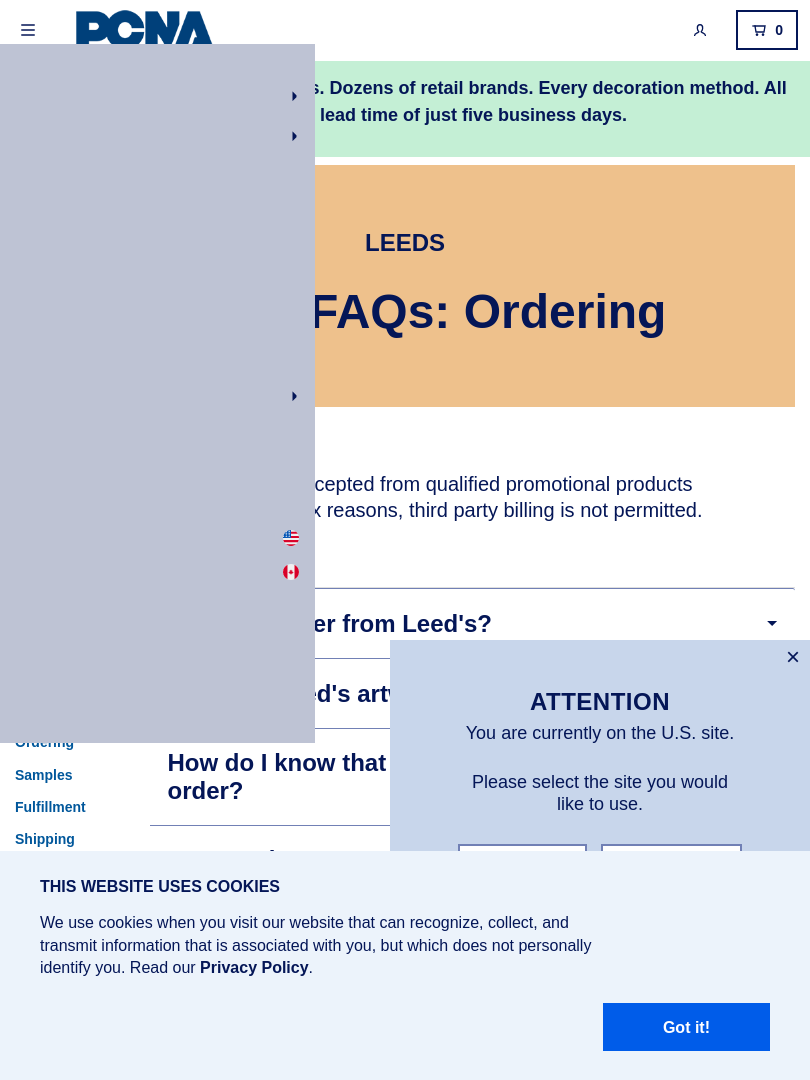 PCNA
0
Dozens of retail brands. Every decoration method. All
lead time of just five business days.
LEEDS
FAQs: Ordering
from qualified promotional products
reasons, third party billing is not permitted.
from Leed's?
How do I know that
order?
Ordering
Samples
Fulfillment
Shipping
×
ATTENTION
You are currently on the U.S. site.
Please select the site you would
like to use.
THIS WEBSITE USES COOKIES
We use cookies when you visit our website that can recognize, collect, and
transmit information that is associated with you, but which does not personally
identify you. Read our Privacy Policy.
Got it!